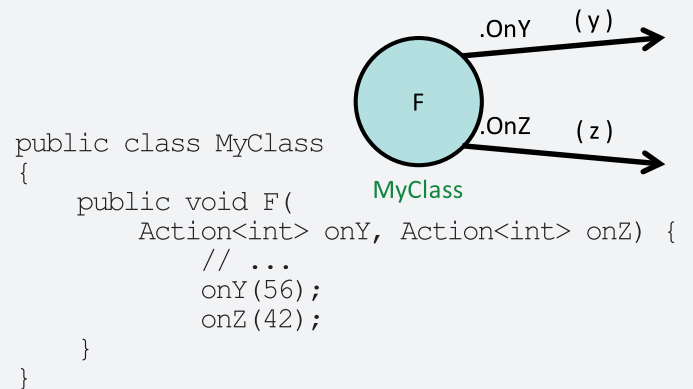 .OnY (y)
F
.OnZ (z)
MyClass
public class MyClass
{
    public void F(
        Action<int> onY, Action<int> onZ) {
            // ...
            onY(56);
            onZ(42);
    }
}